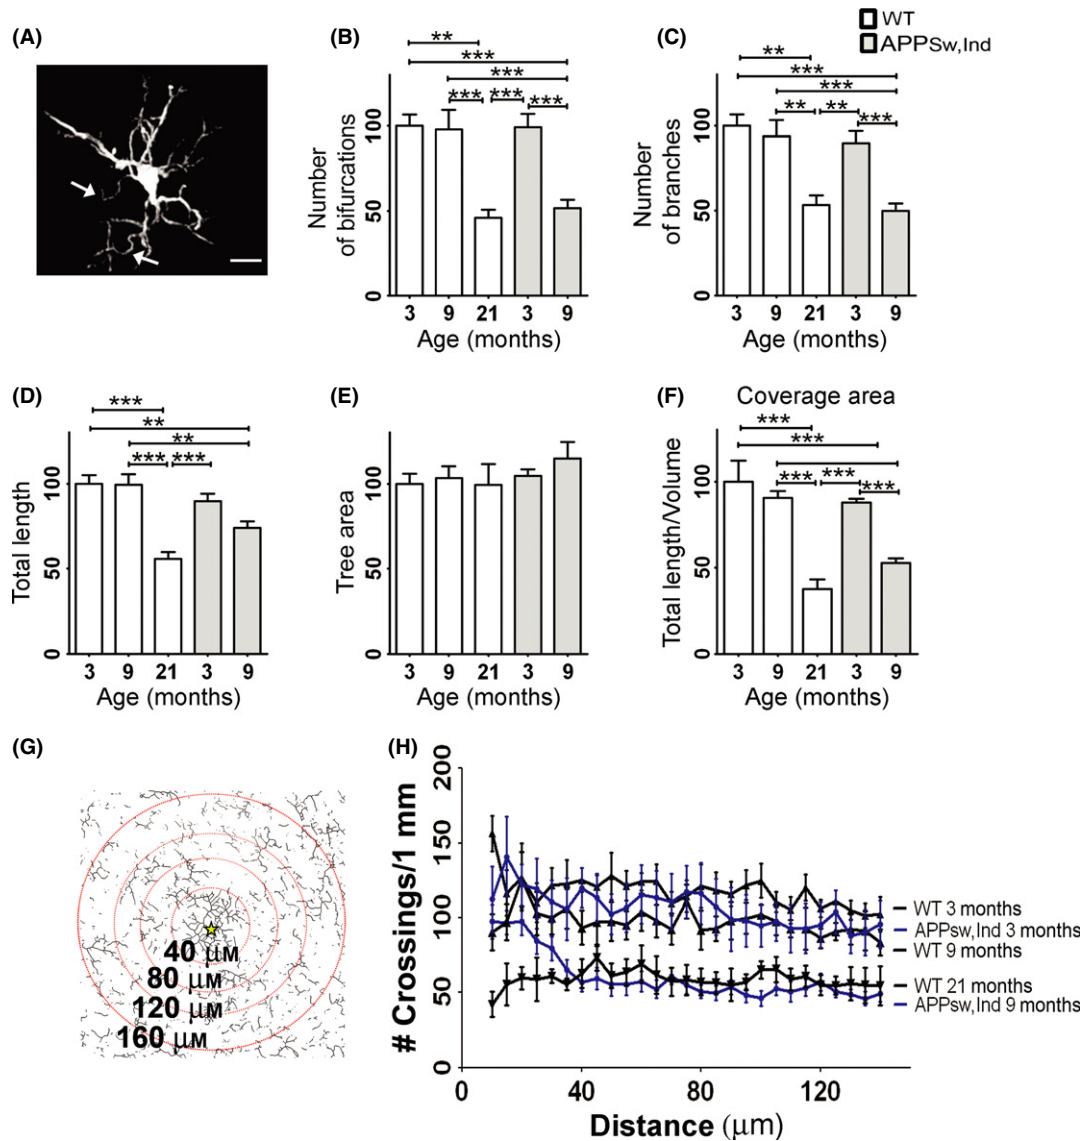 WT
APPSw,Ind
(A)
(B)
** 
***
***
*** *** ***
Number
of bifurcations
100
50
0
3 9 21 3 9
Age (months)
(C)
**
***
***
** ** ***
Number
of branches
100
50
0
3 9 21 3 9
Age (months)
(D)
***
**
**
*** ***
Total length
100
50
0
3 9 21 3 9
Age (months)
(E)
Tree area
100
50
0
3 9 21 3 9
Age (months)
(F)
Coverage area
***
***
*** *** ***
Total length/Volume
100
50
0
3 9 21 3 9
Age (months)
(G)
40 μM
80 μM
120 μM
160 μM
(H)
# Crossings/1 mm
200
150
100
50
0
0 40 80 120
Distance (μm)
WT 3 months
APPsw,Ind 3 months
WT 9 months
WT 21 months
APPsw,Ind 9 months